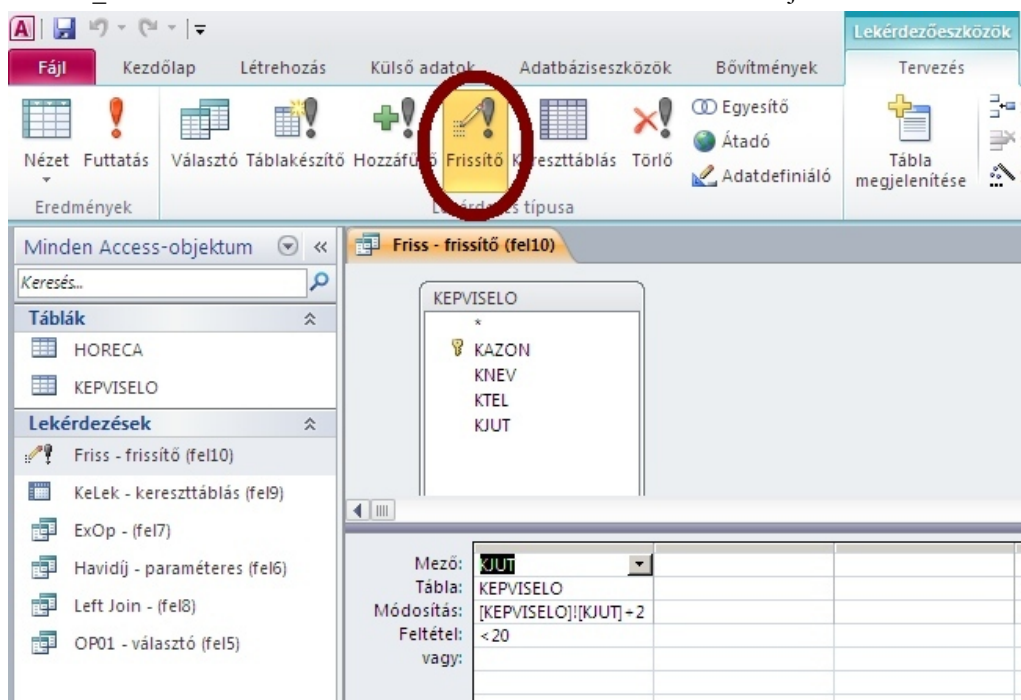 Lekérdezőeszközök
Fájl Kezdőlap Létrehozás Külső adatok Adatbáziseszközök Bővítmények Tervezés
Nézet Futtatás Választó Táblakészítő Hozzáfűző Frissítő Kereszttáblás Törlő
Egyesítő
Átadó
Adatdefiniáló
Tábla
megjelenítése
Eredmények
Lekérdezés típusa
Minden Access-objektum
Keresés...
Táblák
HORECA
KEPVISELO
Lekérdezések
Friss - frissítő (fel10)
KeLek - kereszttáblás (fel9)
ExOp - (fel7)
Havidíj - paraméteres (fel6)
Left Join - (fel8)
OP01 - választó (fel5)
Friss - frissítő (fel10)
KEPVISELO
*
KAZON
KNEV
KTEL
KJUT
Mező: KJUT
Tábla: KEPVISELO
Módosítás: [KEPVISELO]![KJUT]+2
Feltétel: <20
vagy: